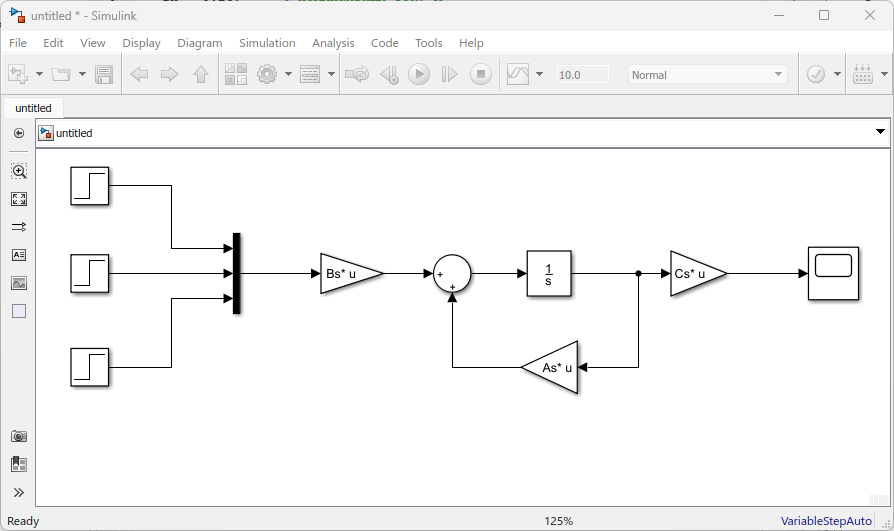 untitled * - Simulink
File Edit View Display Diagram Simulation Analysis Code Tools Help
10.0 Normal
untitled
untitled
Bs* u
+
+
1
s
Cs* u
As* u
Ready 125% VariableStepAuto